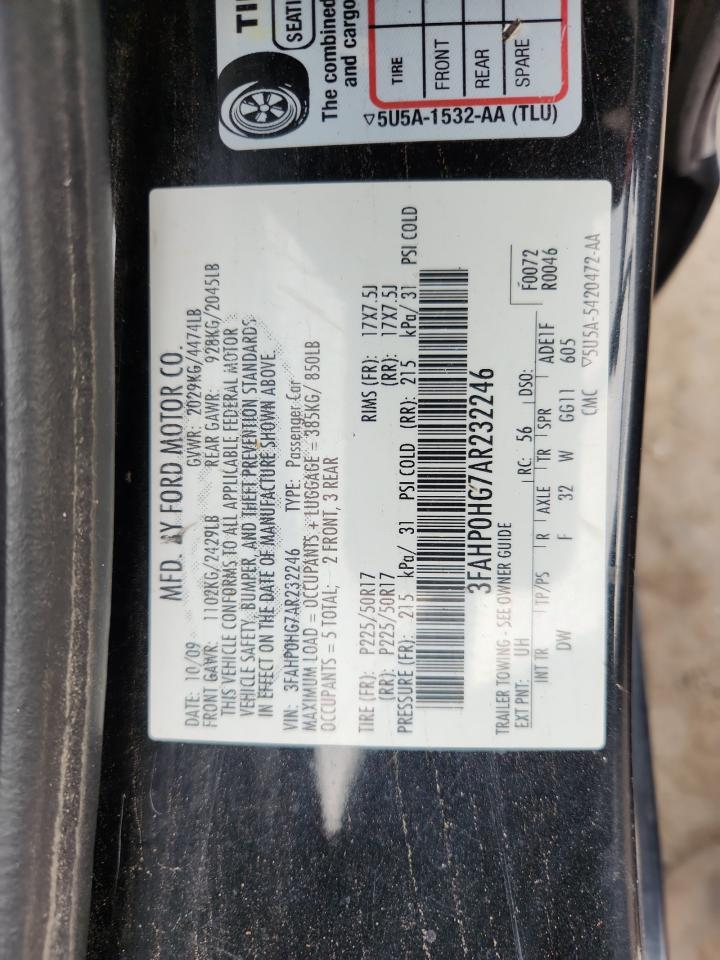 TI
SEATI
The combined
and cargo
TIRE
FRONT
REAR
SPARE
▽5U5A-1532-AA (TLU)
MFD. BY FORD MOTOR CO.
DATE: 10/09 GVWR: 2029KG/4474LB
FRONT GAWR: 1102KG/2429LB REAR GAWR: 928KG/2045LB
THIS VEHICLE CONFORMS TO ALL APPLICABLE FEDERAL MOTOR
VEHICLE SAFETY, BUMPER, AND THEFT PREVENTION STANDARDS
IN EFFECT ON THE DATE OF MANUFACTURE SHOWN ABOVE.
VIN: 3FAHP0HG7AR232246 TYPE: Passenger Car
MAXIMUM LOAD = OCCUPANTS + LUGGAGE = 385KG/ 850LB
OCCUPANTS = 5 TOTAL, 2 FRONT, 3 REAR
TIRE (FR): P225/50R17 RIMS (FR): 17X7.5J
(RR): P225/50R17 (RR): 17X7.5J
PRESSURE (FR): 215 kPa/ 31 PSI COLD (RR): 215 kPa/ 31 PSI COLD
3FAHP0HG7AR232246
TRAILER TOWING - SEE OWNER GUIDE
F0072
R0046
EXT PNT: UH RC: 56 DSO:
INT TR TP/PS R AXLE TR SPR ADE1F
DW F 32 W GG11 605
CMC ▽5U5A-5420472-AA